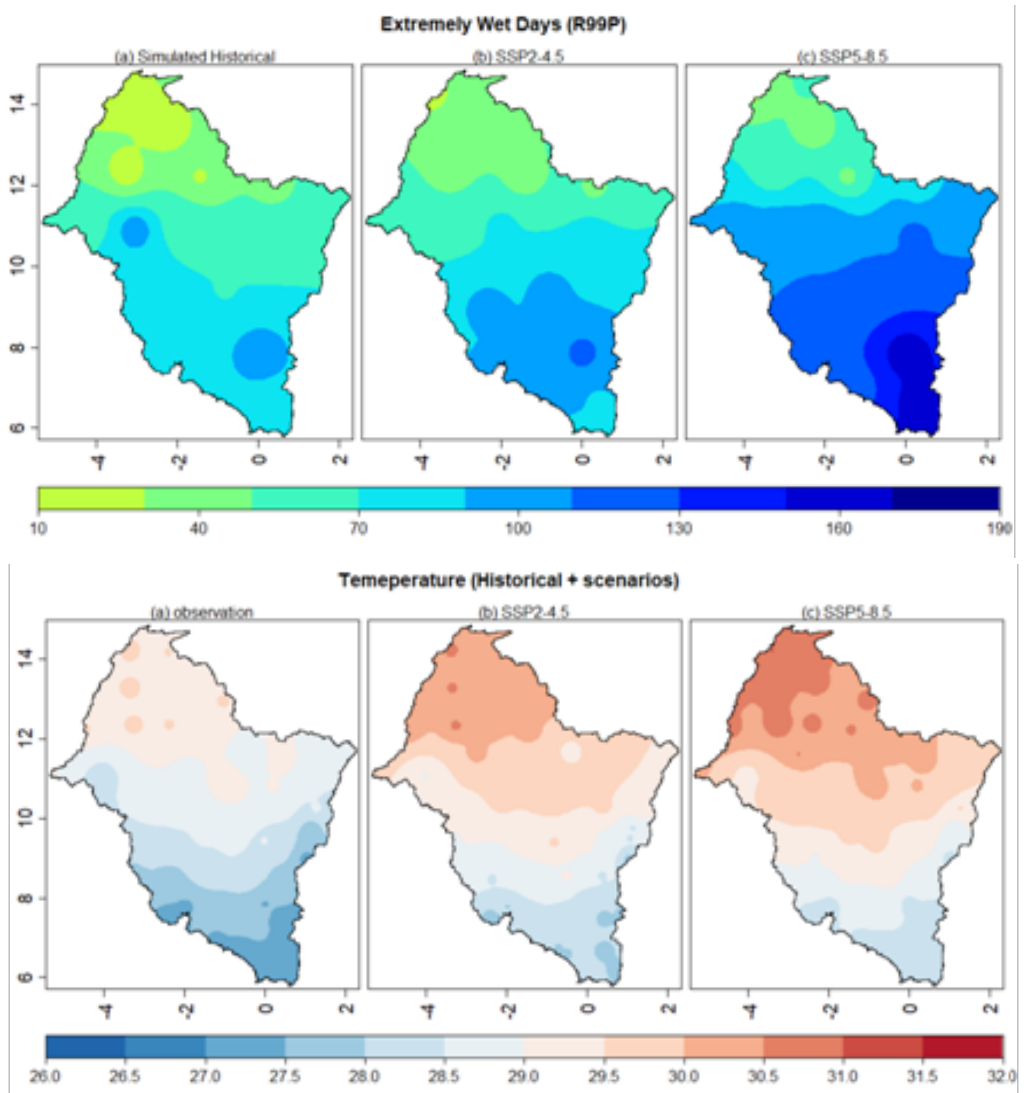 Extremely Wet Days (R99P)
(a) Simulated Historical (b) SSP2-4.5 (c) SSP5-8.5
14
12
10
8
6
-4 -2 0 2 -4 -2 0 2 -4 -2 0 2
10 40 70 100 130 160 190
Temeperature (Historical + scenarios)
(a) observation (b) SSP2-4.5 (c) SSP5-8.5
14
12
10
8
6
-4 -2 0 2 -4 -2 0 2 -4 -2 0 2
26.0 26.5 27.0 27.5 28.0 28.5 29.0 29.5 30.0 30.5 31.0 31.5 32.0